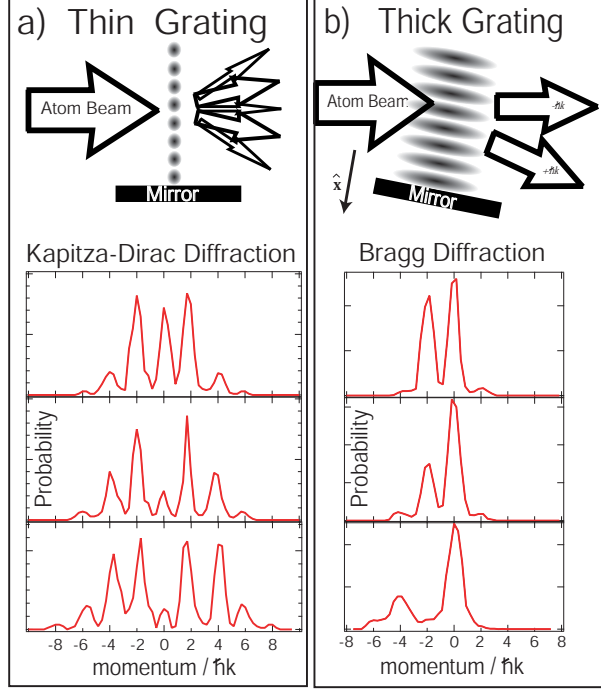 a) Thin Grating
Atom Beam
Mirror
Kapitza-Dirac Diffraction
Probability
-8 -6 -4 -2 0 2 4 6 8
momentum / ħk
b) Thick Grating
Atom Beam
-ħk
+ħk
x̂
Mirror
Bragg Diffraction
Probability
-8 -6 -4 -2 0 2 4 6 8
momentum / ħk